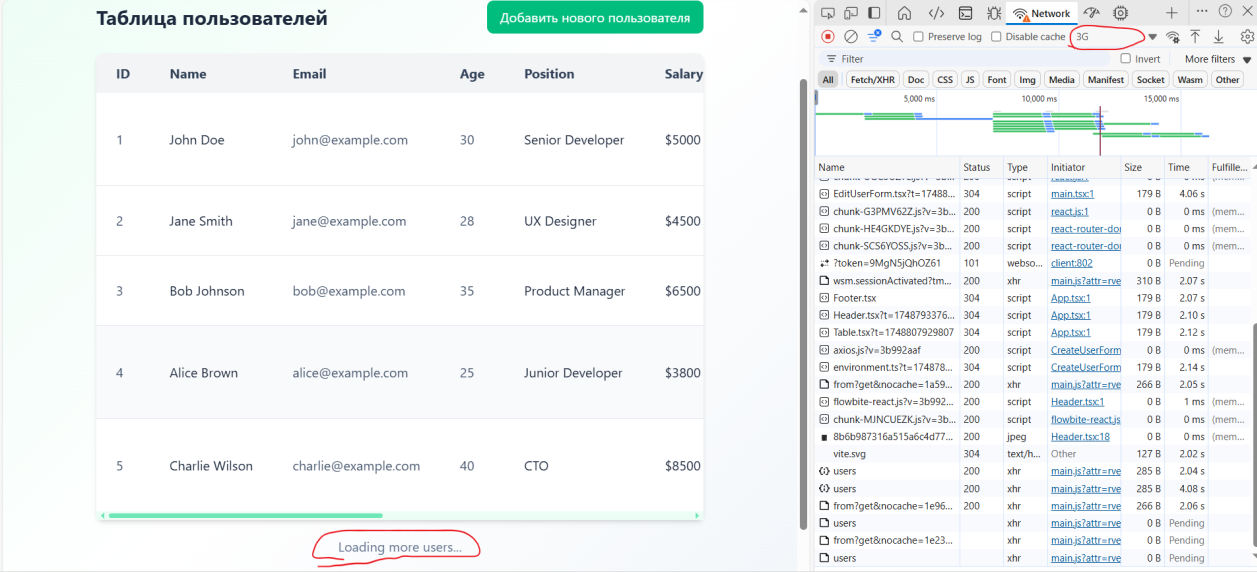 Таблица пользователей
Добавить нового пользователя
ID Name Email Age Position Salary
1 John Doe john@example.com 30 Senior Developer $5000
2 Jane Smith jane@example.com 28 UX Designer $4500
3 Bob Johnson bob@example.com 35 Product Manager $6500
4 Alice Brown alice@example.com 25 Junior Developer $3800
5 Charlie Wilson charlie@example.com 40 CTO $8500
Loading more users...
Network
Preserve log Disable cache 3G
Filter Invert More filters
All Fetch/XHR Doc CSS JS Font Img Media Manifest Socket Wasm Other
5,000 ms 10,000 ms 15,000 ms
Name Status Type Initiator Size Time Fulfille...
EditUserForm.tsx?t=17488... 304 script main.tsx:1 179 B 4.06 s
chunk-G3PMV62Z.js?v=3b... 200 script react.js:1 0 B 0 ms (mem...
chunk-HE4GKDYE.js?v=3b... 200 script react-router-do 0 B 0 ms (mem...
chunk-SCS6YOSS.js?v=3b... 200 script react-router-do 0 B 0 ms (mem...
?token=9MgN5jQhOZ61 101 webso... client:802 0 B Pending
wsm.sessionActivated?tm... 200 xhr main.js?attr=rve 310 B 2.07 s
Footer.tsx 304 script App.tsx:1 179 B 2.07 s
Header.tsx?t=1748793376... 304 script App.tsx:1 179 B 2.10 s
Table.tsx?t=1748807929807 304 script App.tsx:1 179 B 2.12 s
axios.js?v=3b992aaf 200 script CreateUserForm 0 B 0 ms (mem...
environment.ts?t=174878... 304 script CreateUserForm 179 B 2.14 s
from?get&nocache=1a59... 200 xhr main.js?attr=rve 266 B 2.05 s
flowbite-react.js?v=3b992... 200 script Header.tsx:1 0 B 1 ms (mem...
chunk-MJNCUEZK.js?v=3b... 200 script flowbite-react.js 0 B 0 ms (mem...
8b6b987316a515a6c4d77... 200 jpeg Header.tsx:18 0 B 0 ms (mem...
vite.svg 304 text/h... Other 127 B 2.02 s
users 200 xhr main.js?attr=rve 285 B 2.04 s
users 200 xhr main.js?attr=rve 285 B 4.08 s
from?get&nocache=1e96... 200 xhr main.js?attr=rve 266 B 2.06 s
users xhr main.js?attr=rve 0 B Pending
from?get&nocache=1e23... xhr main.js?attr=rve 0 B Pending
users xhr main.js?attr=rve 0 B Pending